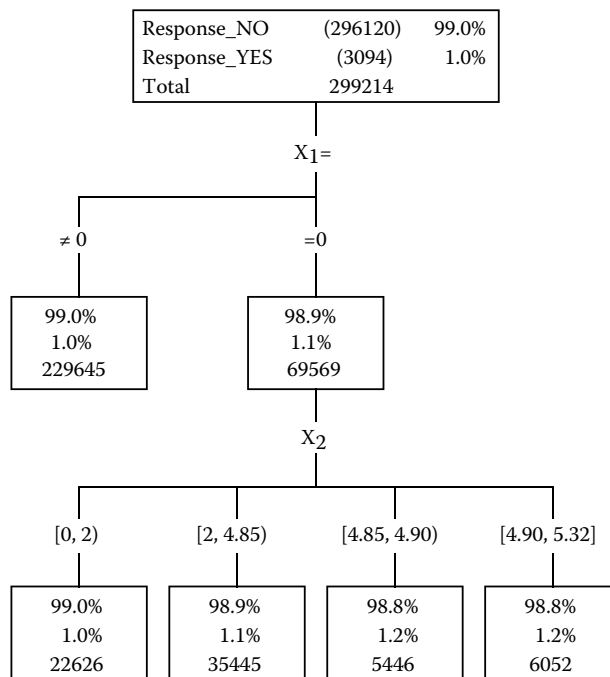 Response_NO (296120) 99.0%
Response_YES (3094) 1.0%
Total 299214
X1=
≠ 0 =0
99.0% 98.9%
1.0% 1.1%
229645 69569
X2
[0, 2) [2, 4.85) [4.85, 4.90) [4.90, 5.32]
99.0% 98.9% 98.8% 98.8%
1.0% 1.1% 1.2% 1.2%
22626 35445 5446 6052